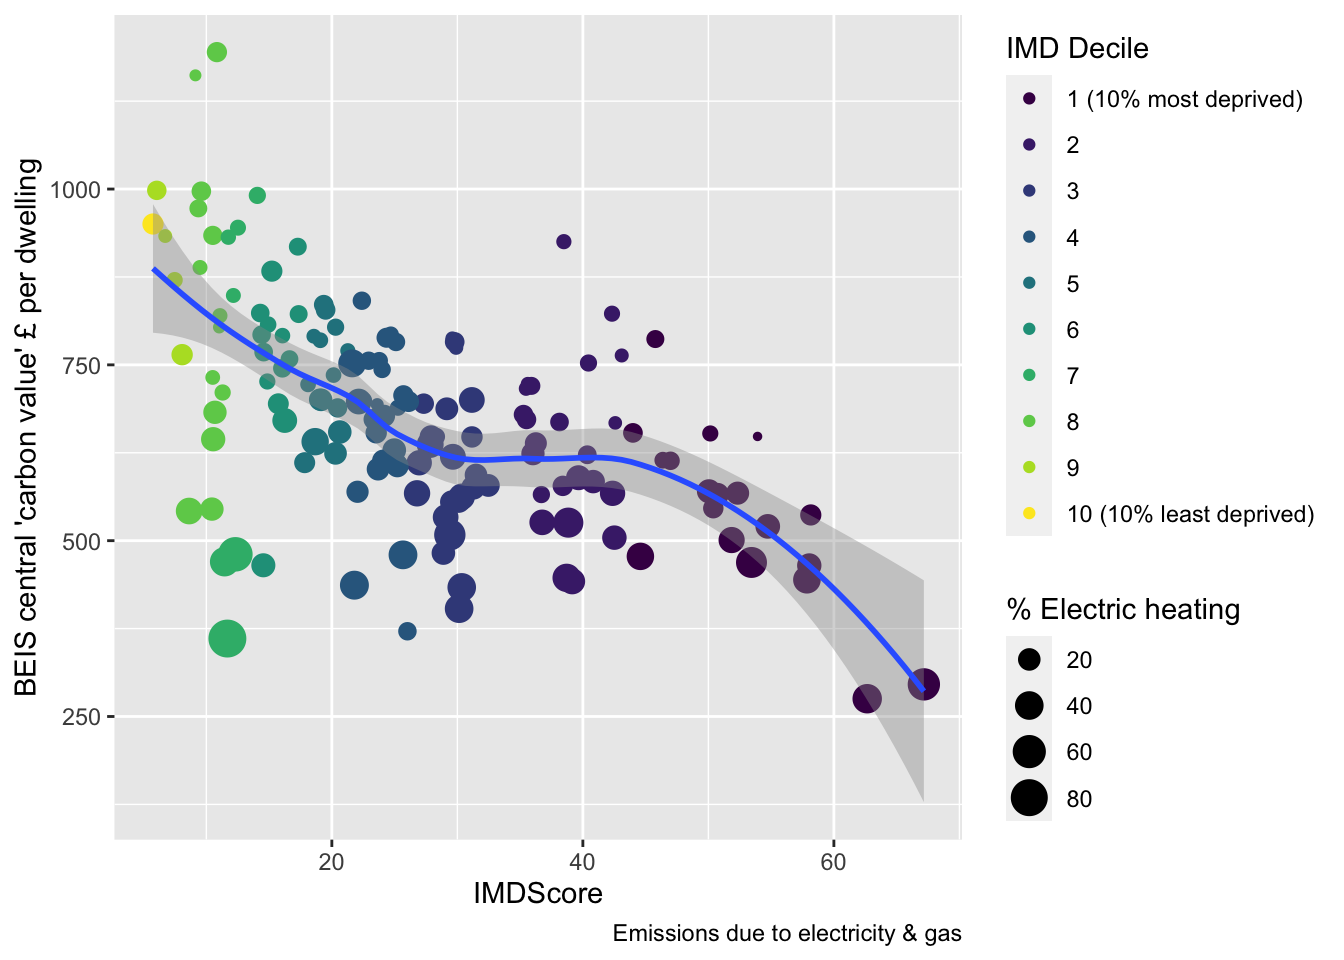 BEIS central 'carbon value' £ per dwelling
1000
750
500
250
20
40
60
IMDScore
Emissions due to electricity & gas
IMD Decile
1 (10% most deprived)
2
3
4
5
6
7
8
9
10 (10% least deprived)
% Electric heating
20
40
60
80